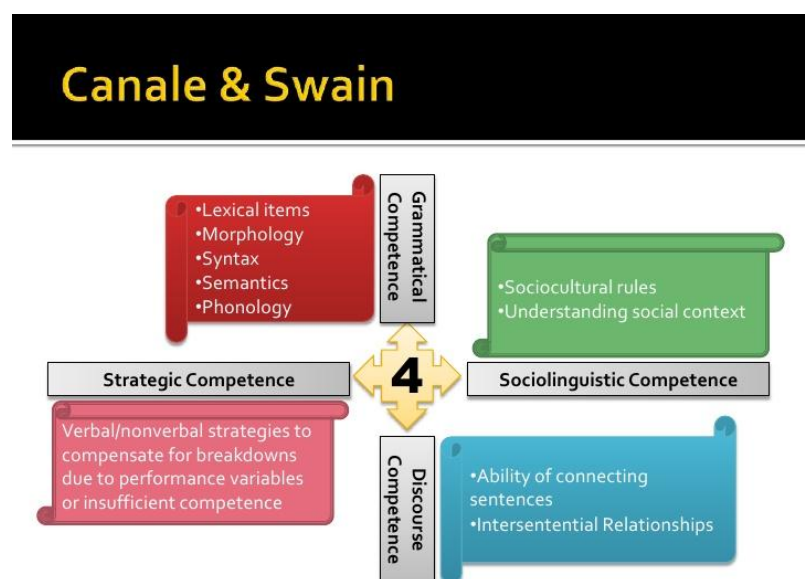 Canale & Swain
•Lexical items
•Morphology
•Syntax
•Semantics
•Phonology
Grammatical
Competence
•Sociocultural rules
•Understanding social context
Strategic Competence
4
Sociolinguistic Competence
Verbal/nonverbal strategies to
compensate for breakdowns
due to performance variables
or insufficient competence
Discourse
Competence
•Ability of connecting
sentences
•Intersentential Relationships